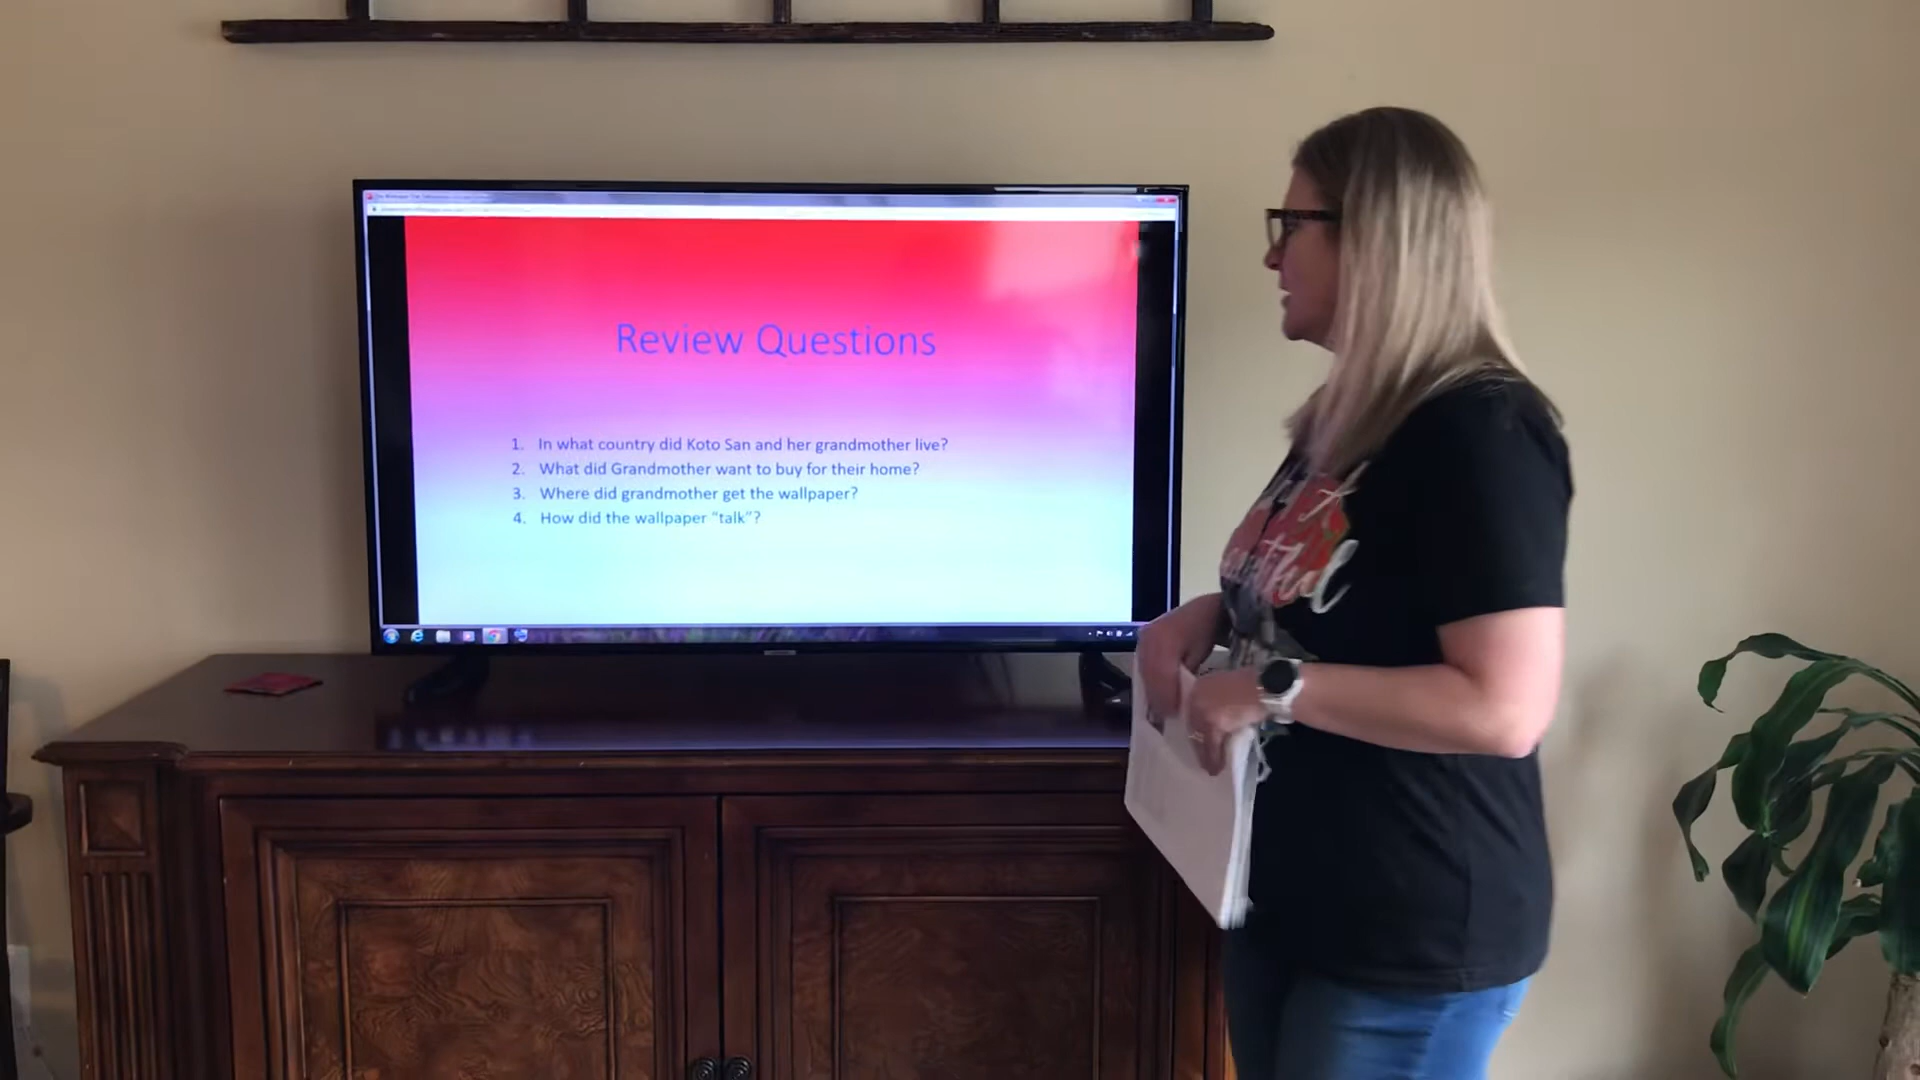 Review Questions
1. In what country did Koto San and her grandmother live?
2. What did Grandmother want to buy for their home?
3. Where did grandmother get the wallpaper?
4. How did the wallpaper “talk”?